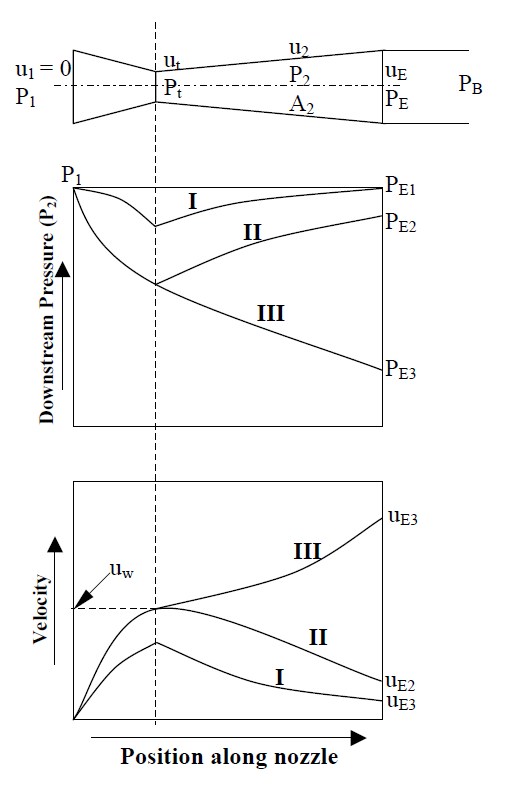 u1 = 0
P1
ut
Pt
u2
P2
A2
uE
PE
PB
P1
Downstream Pressure (P2)
I
II
III
PE1
PE2
PE3
Velocity
uw
III
II
I
uE3
uE2
uE3
Position along nozzle